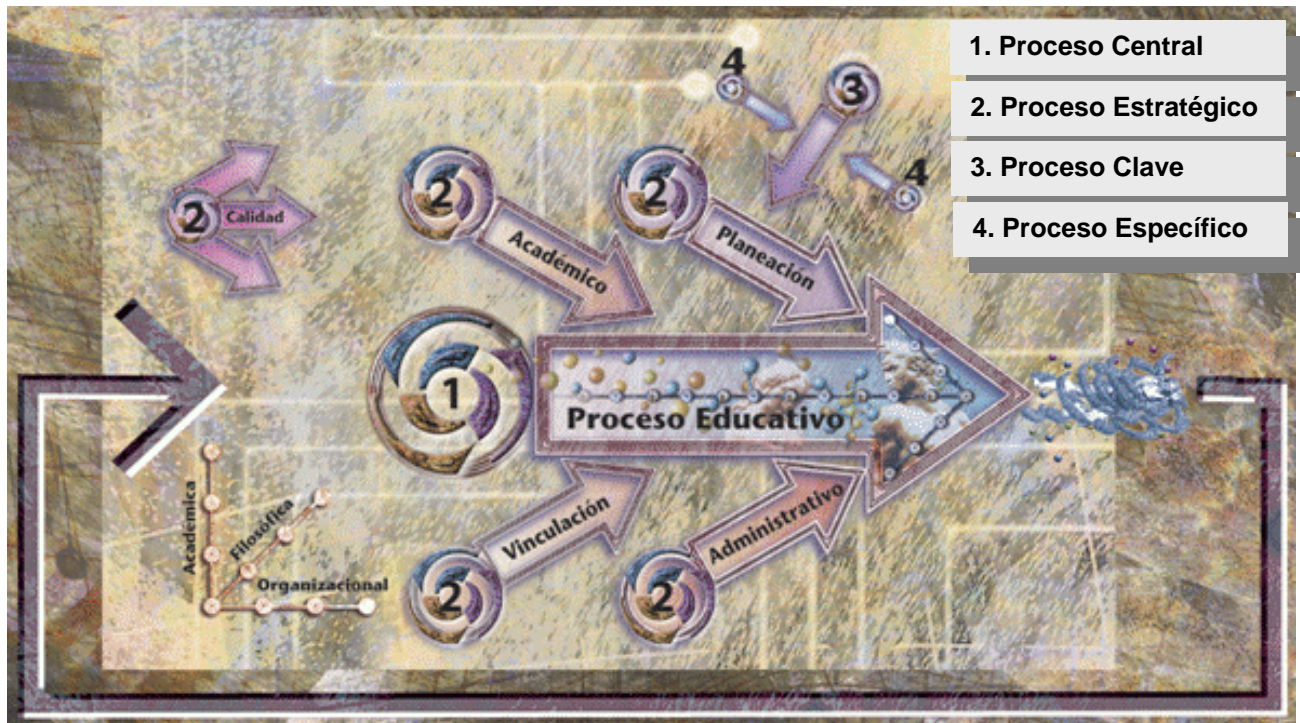 1. Proceso Central
2. Proceso Estratégico
3. Proceso Clave
4. Proceso Específico
4
3
4
2
Calidad
2
Académico
2
Planeación
1
Proceso Educativo
2
Vinculación
2
Administrativo
Académica
Filosófica
Organizacional